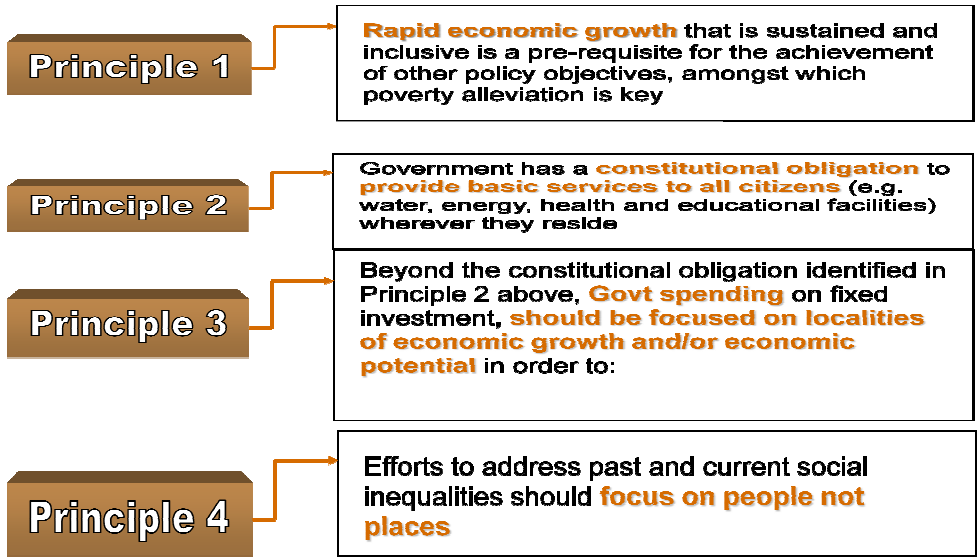 Principle 1
Rapid economic growth that is sustained and
inclusive is a pre-requisite for the achievement
of other policy objectives, amongst which
poverty alleviation is key
Principle 2
Government has a constitutional obligation to
provide basic services to all citizens (e.g.
water, energy, health and educational facilities)
wherever they reside
Principle 3
Beyond the constitutional obligation identified in
Principle 2 above, Govt spending on fixed
investment, should be focused on localities
of economic growth and/or economic
potential in order to:
Principle 4
Efforts to address past and current social
inequalities should focus on people not
places